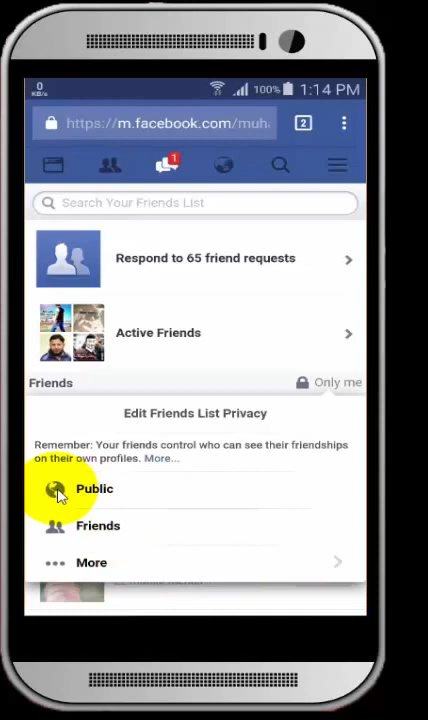 0
KB/s
100%
1:14 PM
https://m.facebook.com/muh
2
1
Search Your Friends List
Respond to 65 friend requests
Active Friends
Friends
Only me
Edit Friends List Privacy
Remember: Your friends control who can see their friendships
on their own profiles. More...
Public
Friends
More